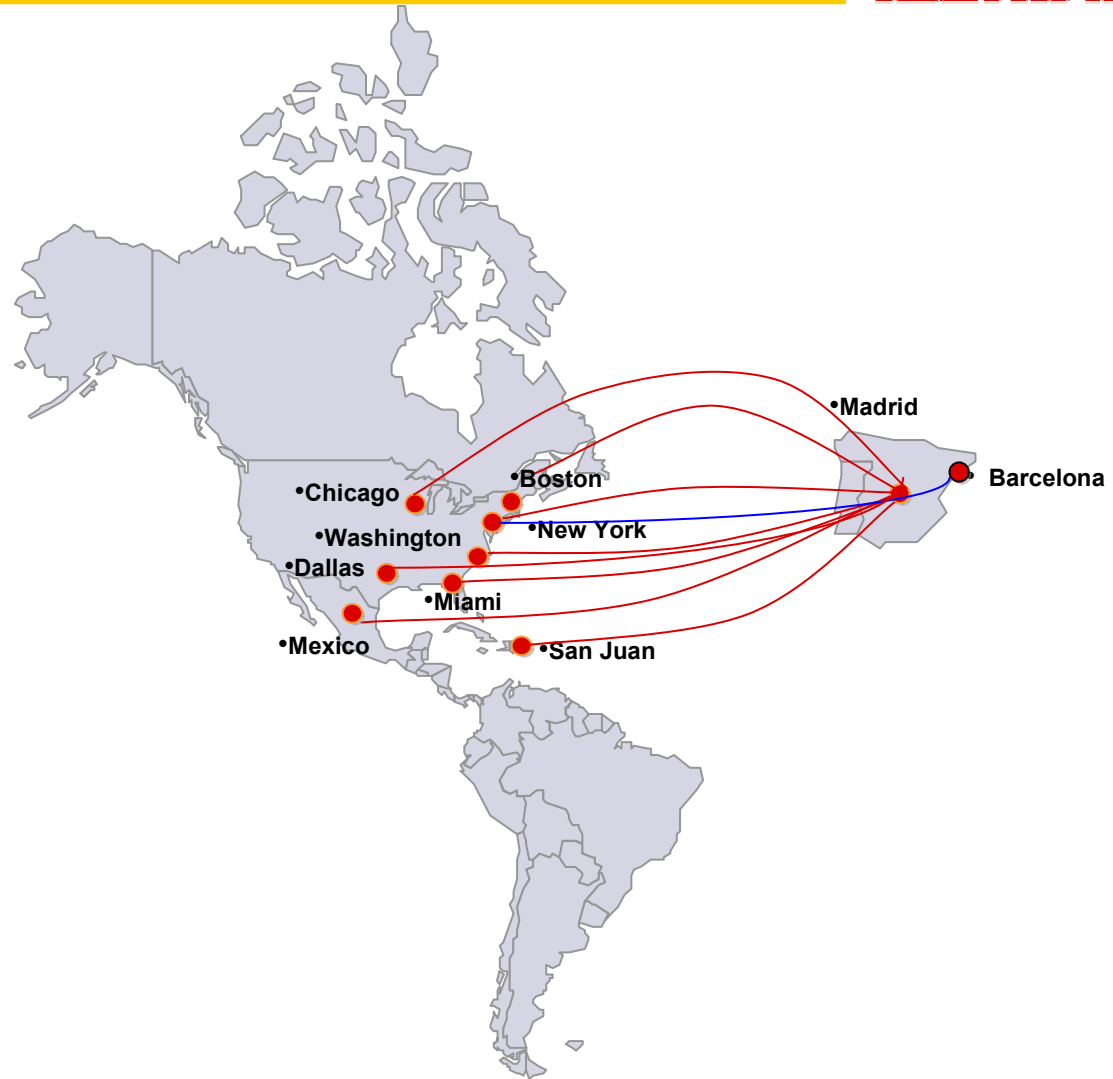 •Madrid
Barcelona
•Boston
•Chicago
•New York
•Washington
•Dallas
•Miami
•Mexico
•San Juan